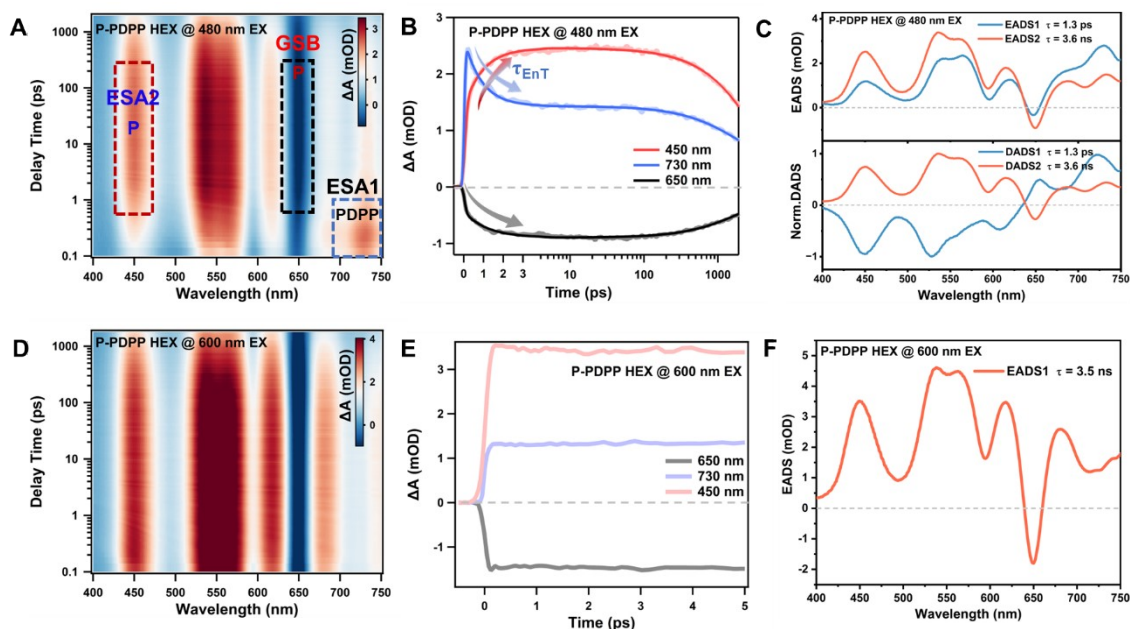 A
P-PDPP HEX @ 480 nm EX
GSB
P
ESA2
P
ESA1
PDPP
Delay Time (ps)
1000
100
10
1
0.1
400 450 500 550 600 650 700 750
Wavelength (nm)
ΔA (mOD)
3
2
1
0
B
P-PDPP HEX @ 480 nm EX
τEnT
450 nm
730 nm
650 nm
ΔA (mOD)
3
2
1
0
-1
0 1 2 3 10 100 1000
Time (ps)
C
P-PDPP HEX @ 480 nm EX
EADS1 τ = 1.3 ps
EADS2 τ = 3.6 ns
EADS (mOD)
3
2
1
0
-1
DADS1 τ = 1.3 ps
DADS2 τ = 3.6 ns
Norm.DADS
1
0
-1
400 450 500 550 600 650 700 750
Wavelength (nm)
D
P-PDPP HEX @ 600 nm EX
Delay Time (ps)
1000
100
10
1
0.1
400 450 500 550 600 650 700 750
Wavelength (nm)
ΔA (mOD)
4
2
0
E
P-PDPP HEX @ 600 nm EX
650 nm
730 nm
450 nm
ΔA (mOD)
3
2
1
0
-1
0 1 2 3 4 5
Time (ps)
F
P-PDPP HEX @ 600 nm EX
EADS1 τ = 3.5 ns
EADS (mOD)
5
4
3
2
1
0
-1
-2
400 450 500 550 600 650 700 750
Wavelength (nm)